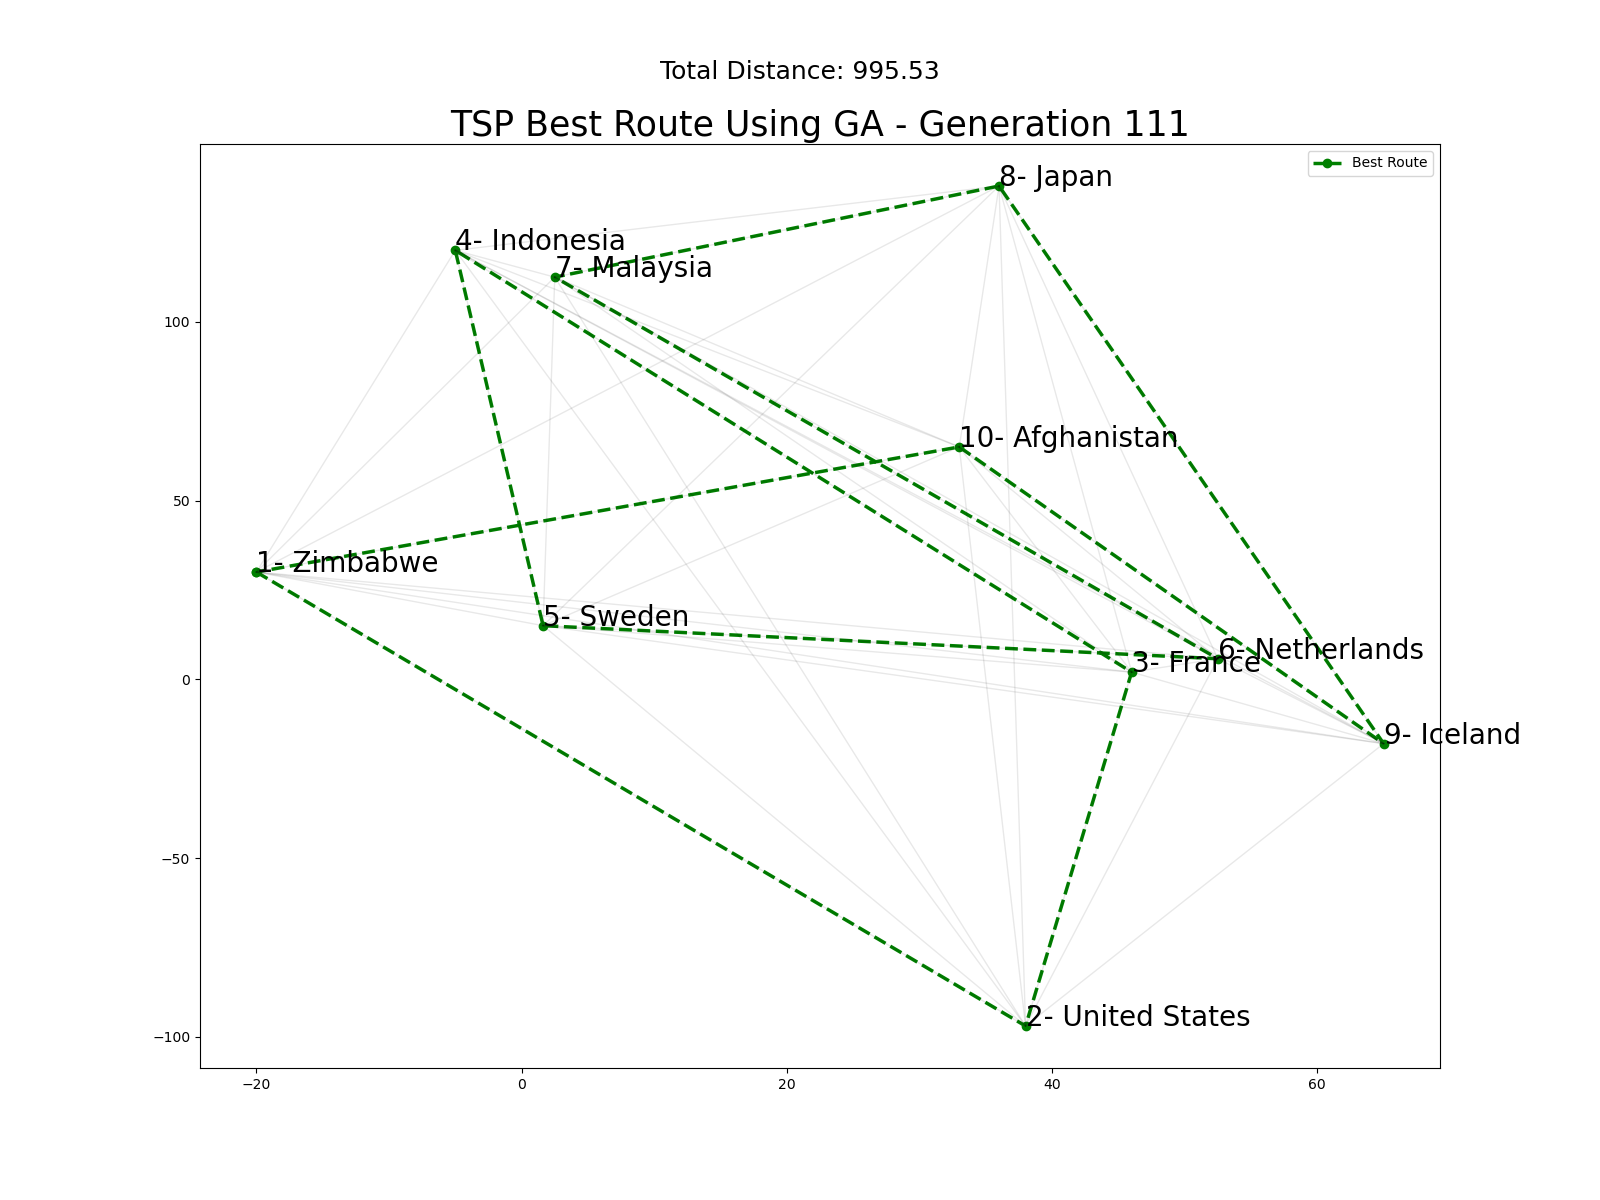 Total Distance: 995.53
TSP Best Route Using GA - Generation 111
Best Route
8- Japan
4- Indonesia
7- Malaysia
100
10- Afghanistan
50
1- Zimbabwe
5- Sweden
6- Netherlands
3- France
0
9- Iceland
−50
2- United States
−100
−20 0 20 40 60